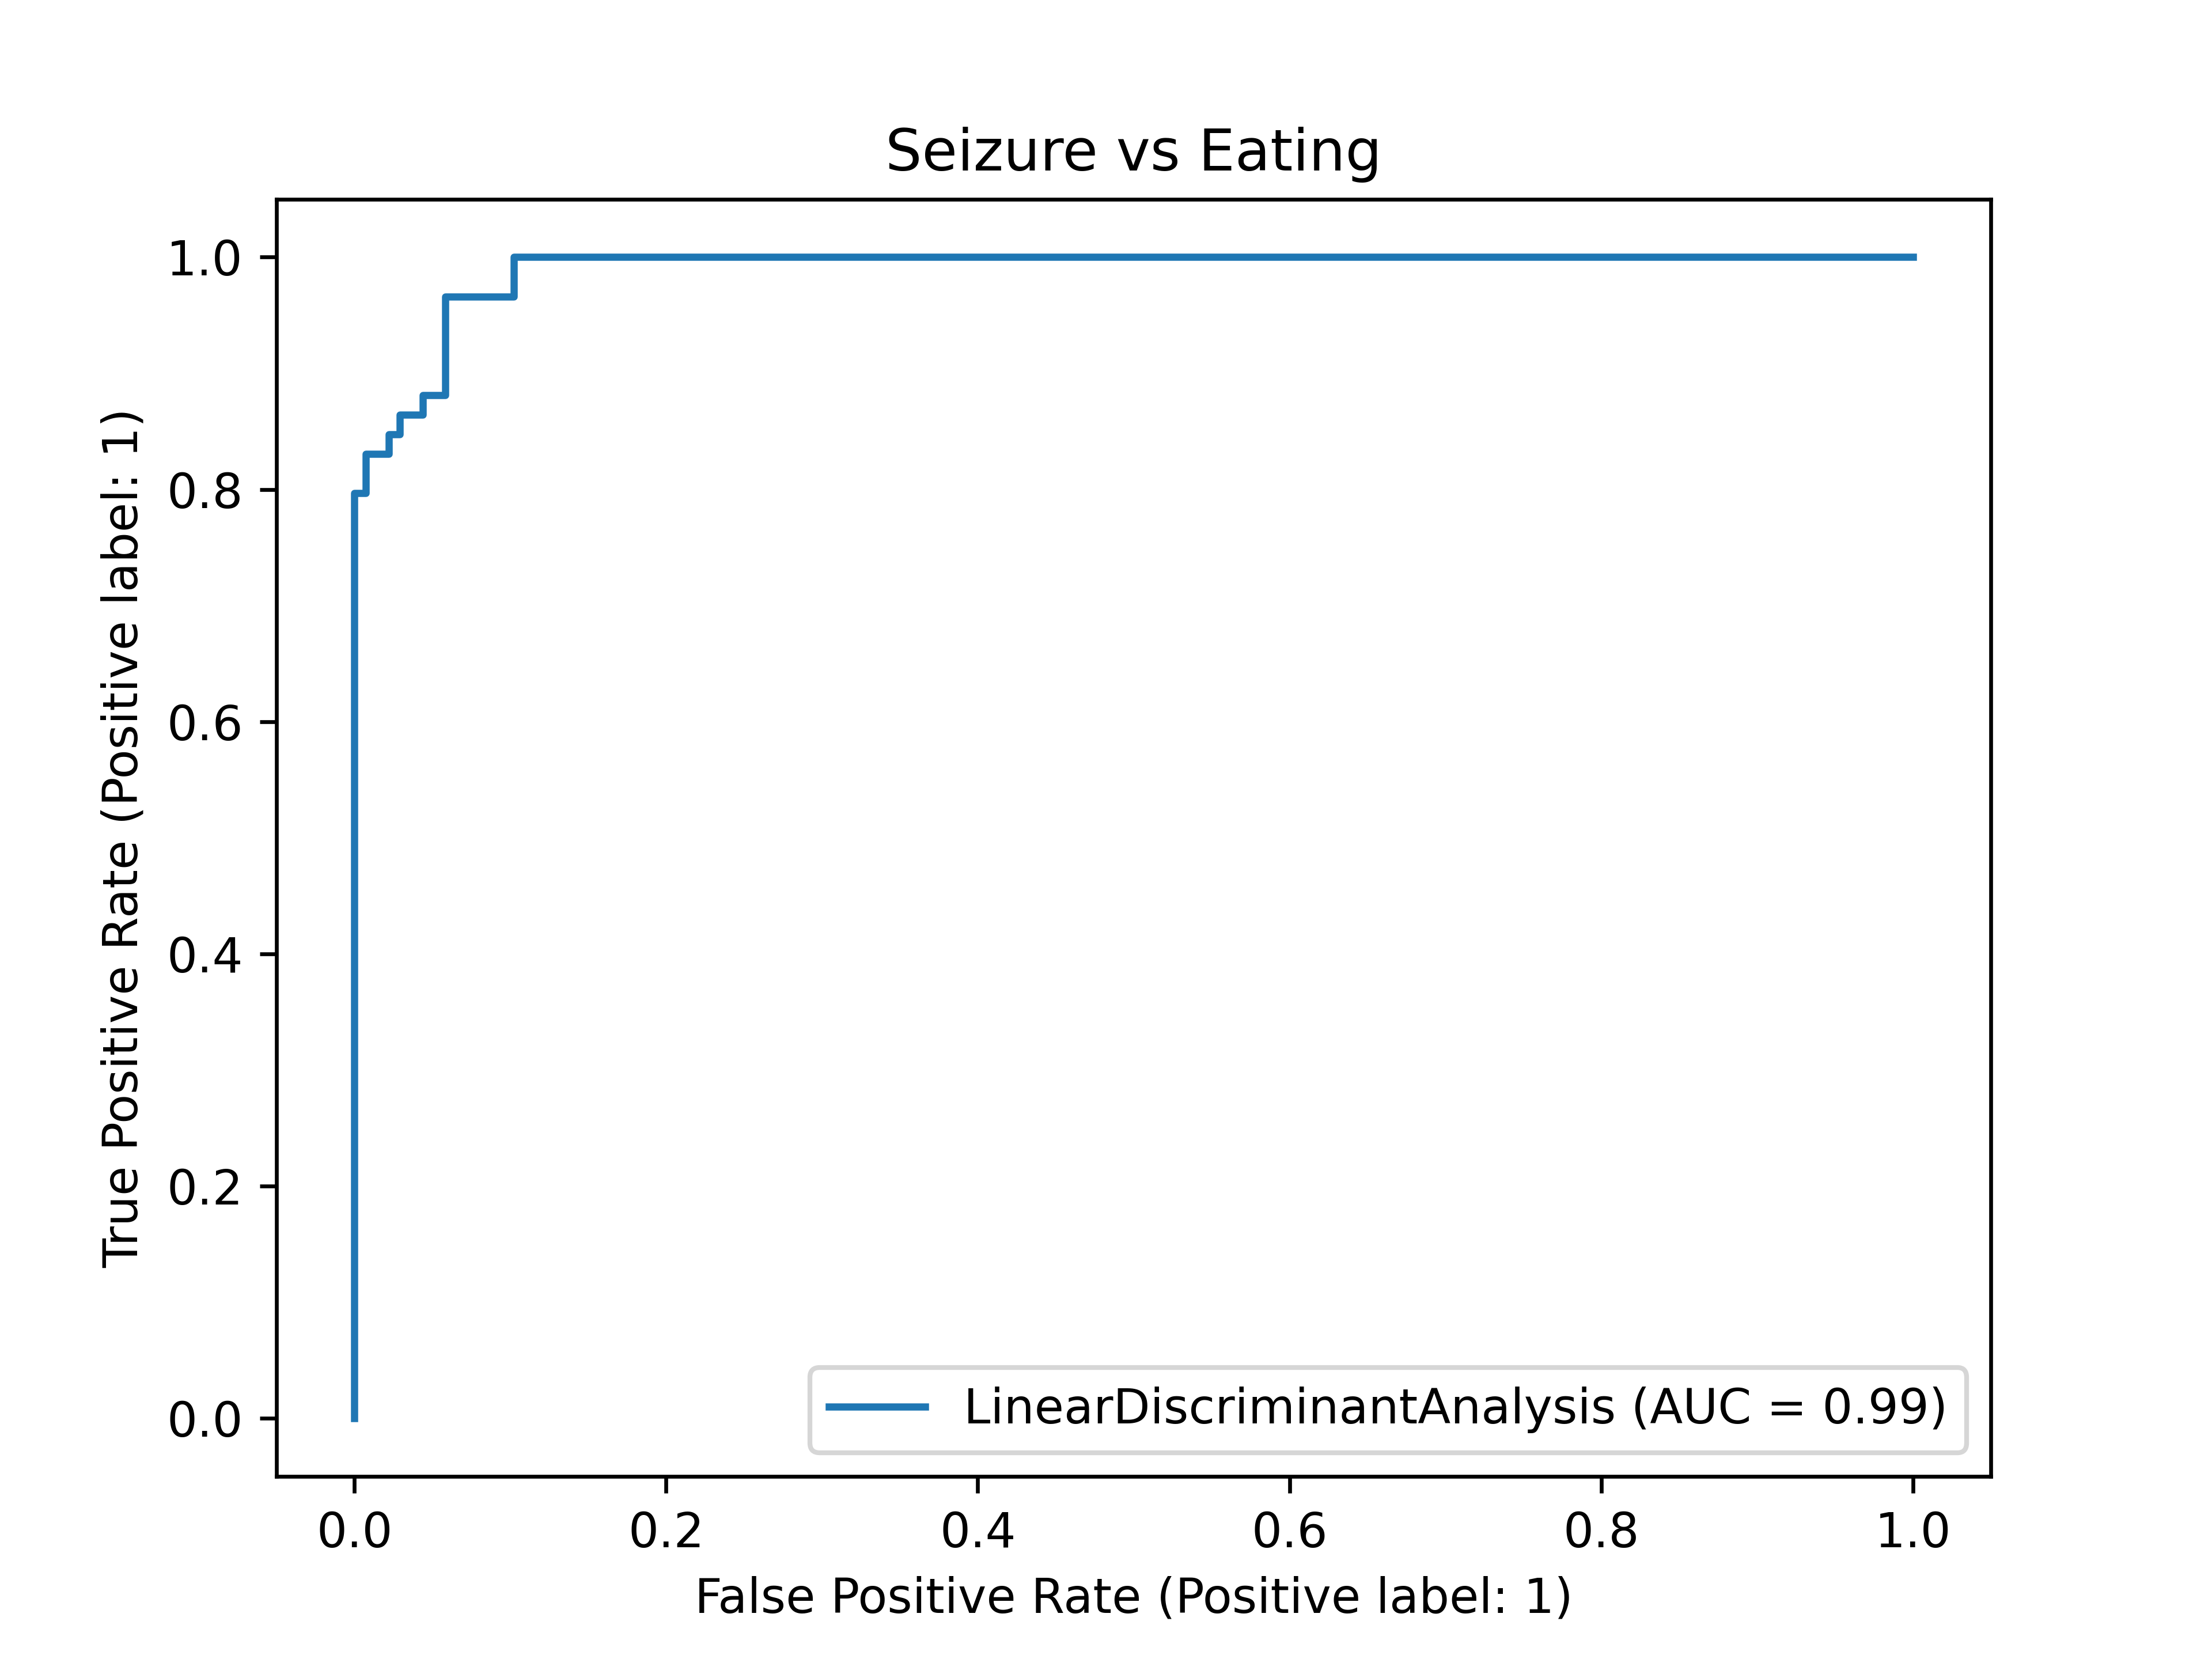 Seizure vs Eating
1.0
0.8
0.6
0.4
0.2
0.0
True Positive Rate (Positive label: 1)
LinearDiscriminantAnalysis (AUC = 0.99)
0.0 0.2 0.4 0.6 0.8 1.0
False Positive Rate (Positive label: 1)